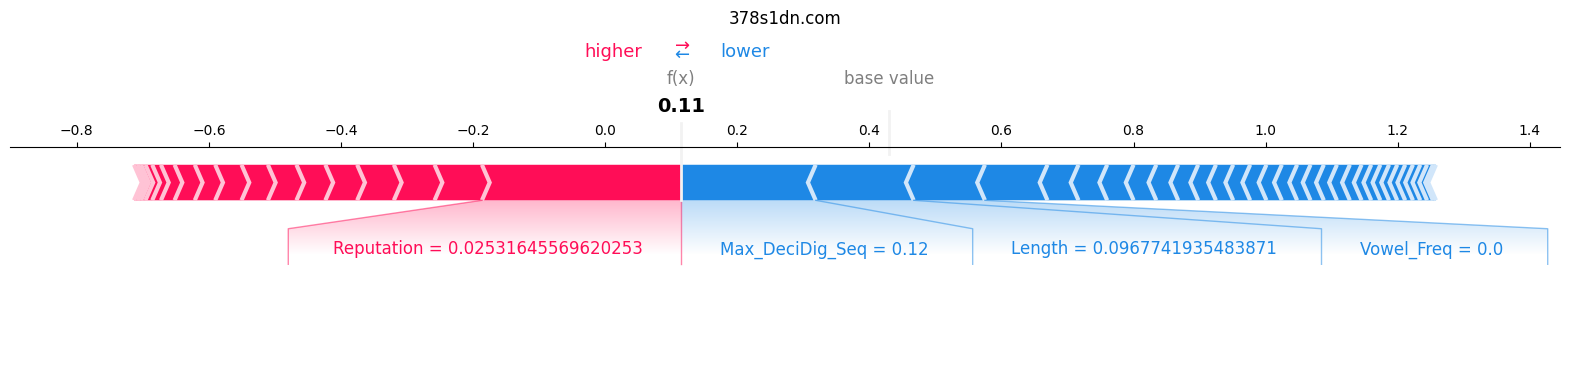 378s1dn.com
higher → ← lower
f(x) base value
0.11
−0.8 −0.6 −0.4 −0.2 0.0 0.2 0.4 0.6 0.8 1.0 1.2 1.4
Reputation = 0.02531645569620253 Max_DeciDig_Seq = 0.12 Length = 0.0967741935483871 Vowel_Freq = 0.0